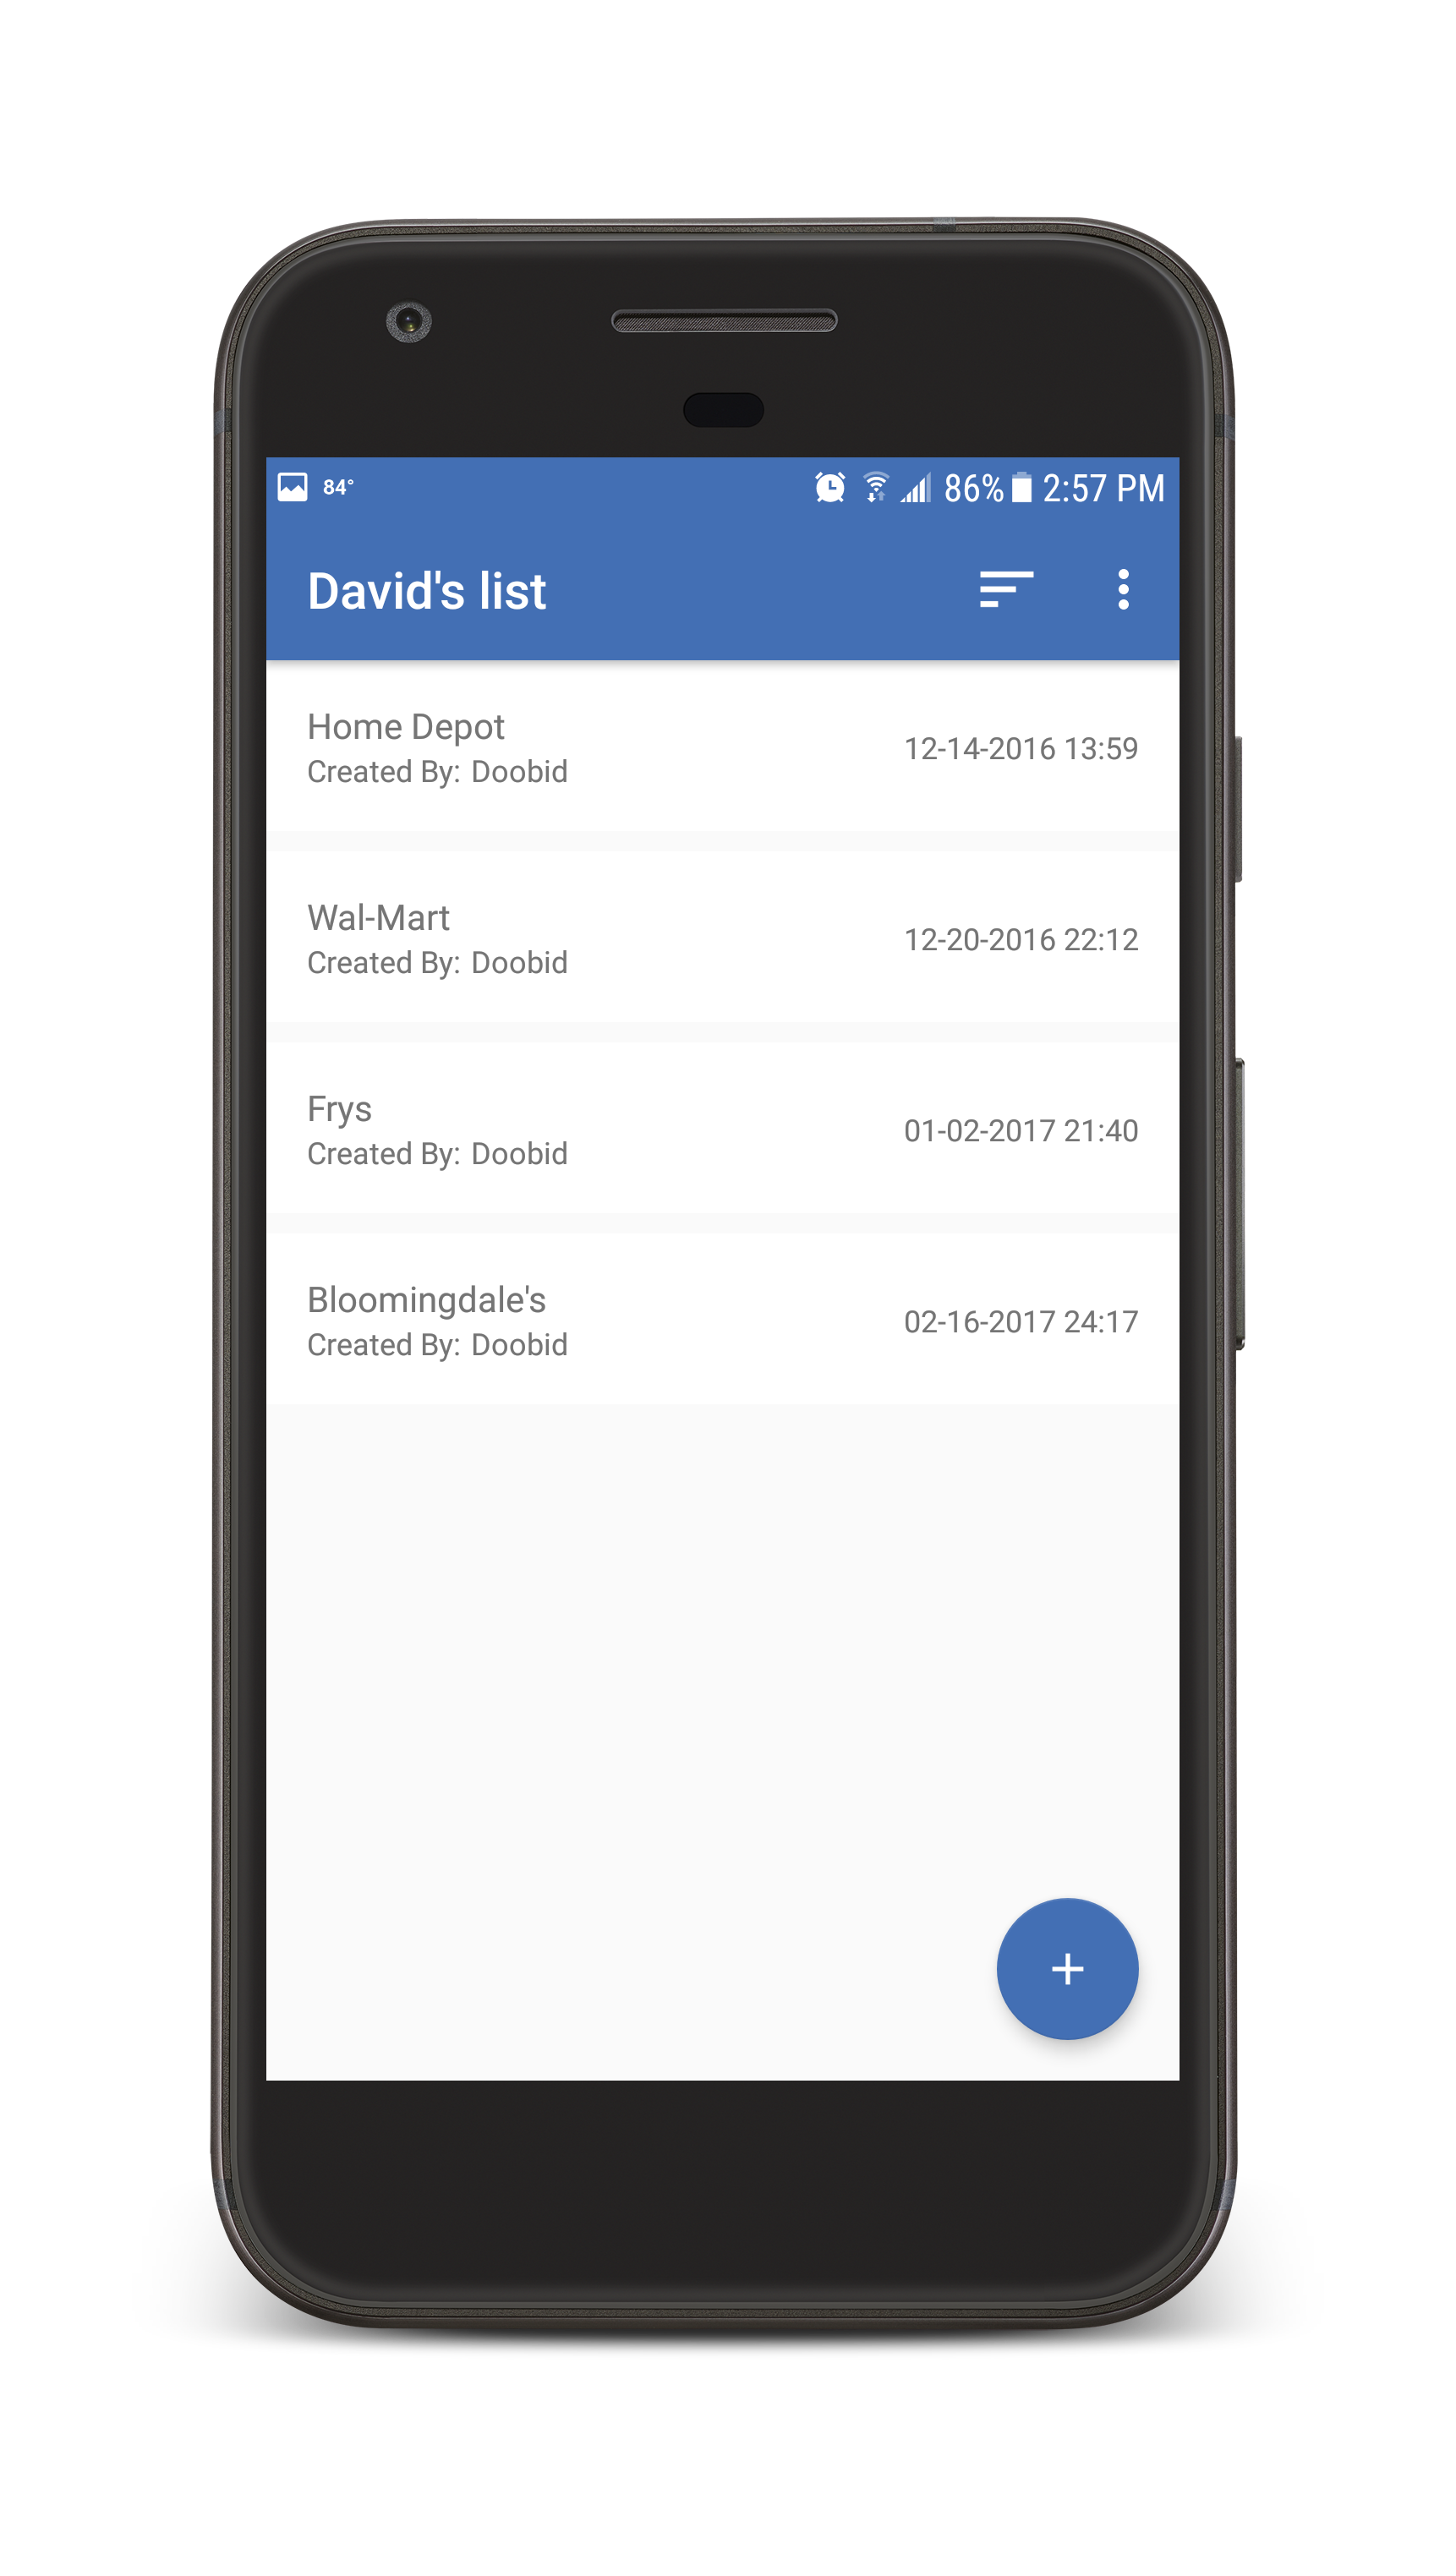 84° 86% 2:57 PM
David's list
Home Depot
Created By: Doobid
12-14-2016 13:59
Wal-Mart
Created By: Doobid
12-20-2016 22:12
Frys
Created By: Doobid
01-02-2017 21:40
Bloomingdale's
Created By: Doobid
02-16-2017 24:17
+